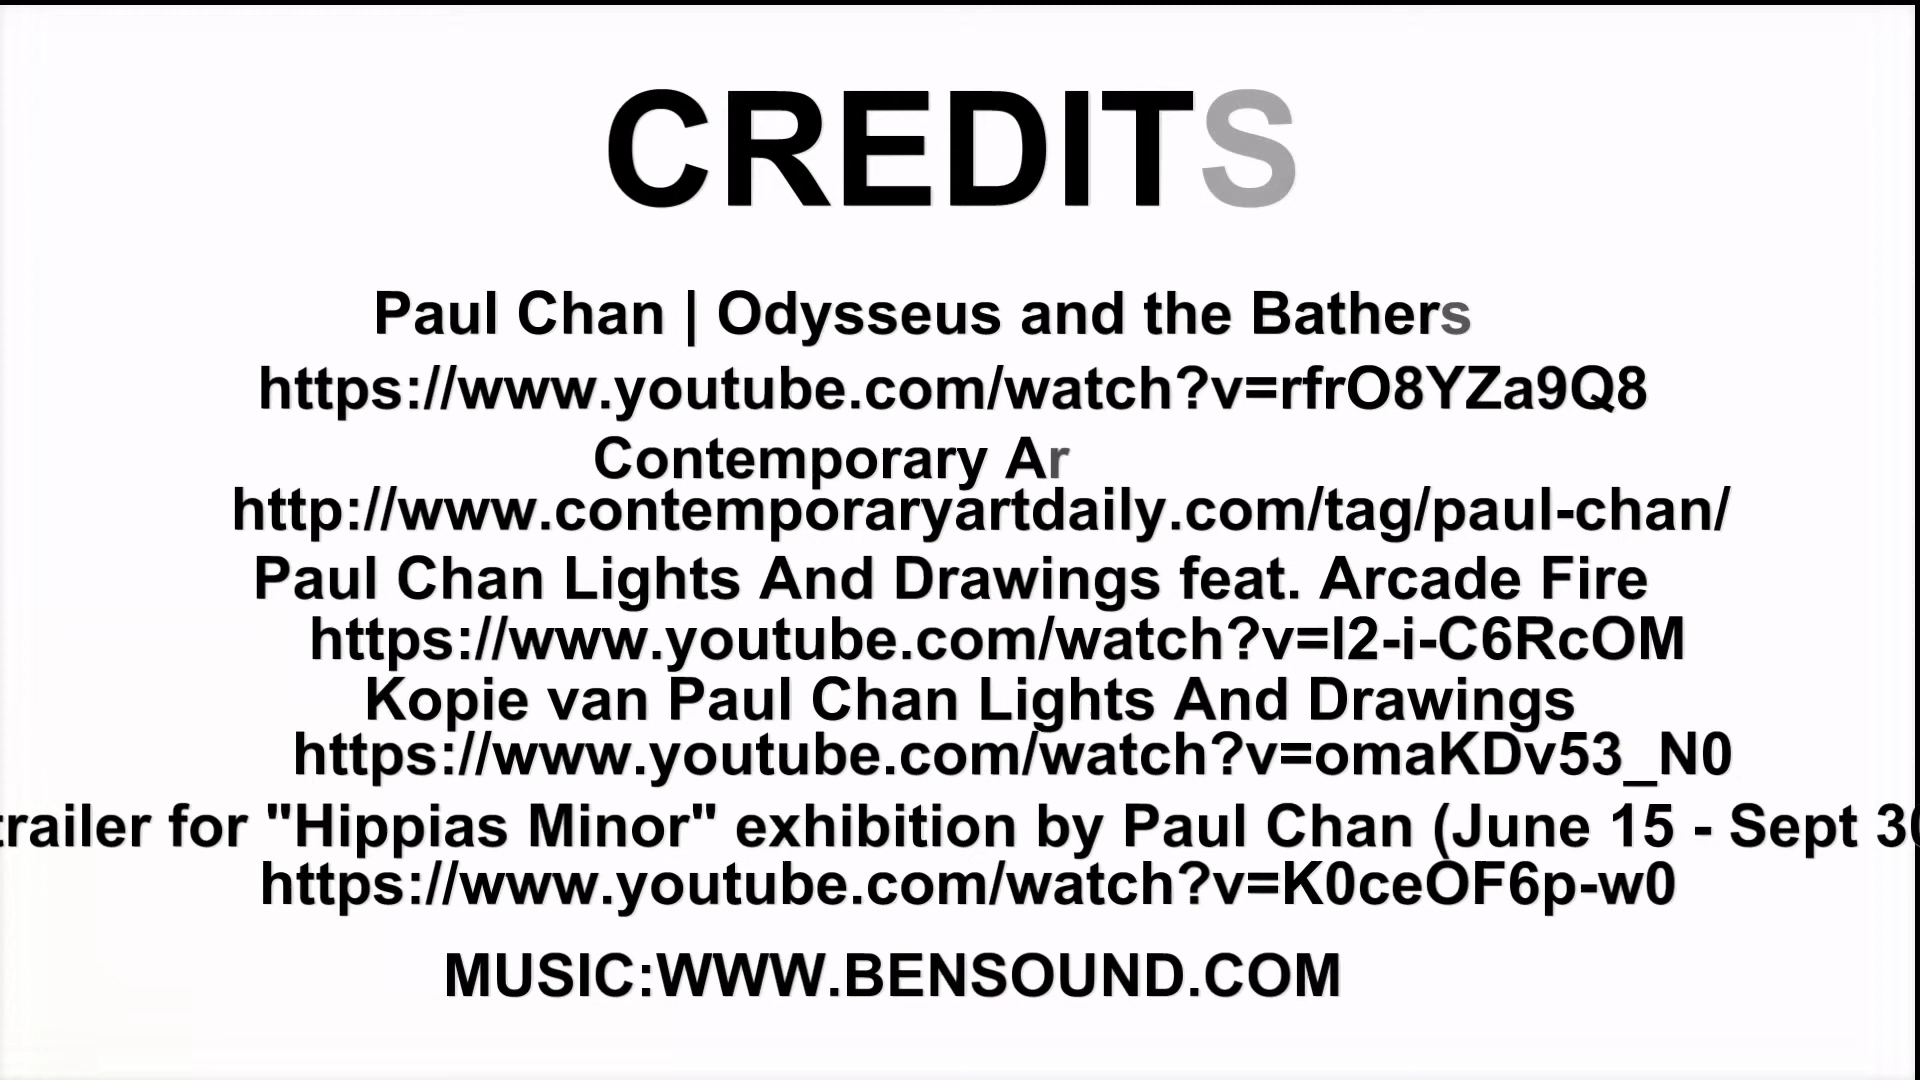 CREDITS
Paul Chan | Odysseus and the Bathers
https://www.youtube.com/watch?v=rfrO8YZa9Q8
Contemporary Ar
http://www.contemporaryartdaily.com/tag/paul-chan/
Paul Chan Lights And Drawings feat. Arcade Fire
https://www.youtube.com/watch?v=l2-i-C6RcOM
Kopie van Paul Chan Lights And Drawings
https://www.youtube.com/watch?v=omaKDv53_N0
trailer for "Hippias Minor" exhibition by Paul Chan (June 15 - Sept 30
https://www.youtube.com/watch?v=K0ceOF6p-w0
MUSIC:WWW.BENSOUND.COM